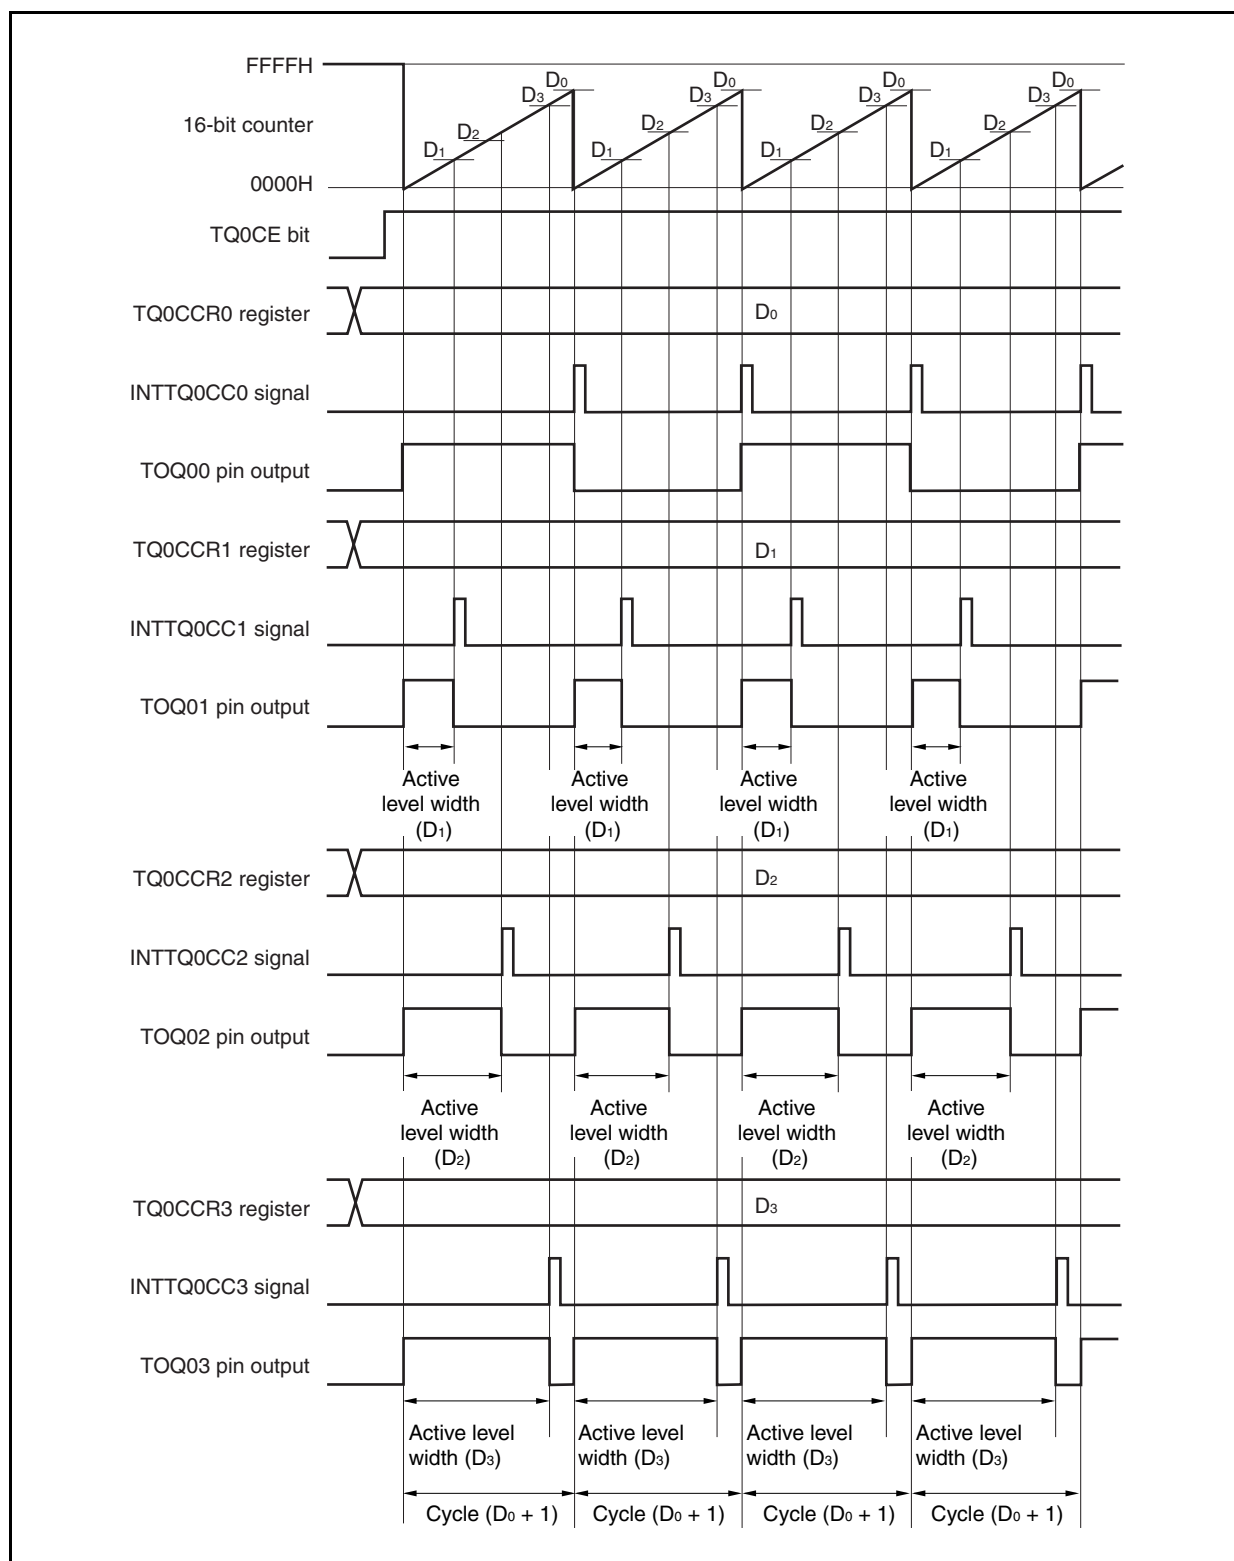 FFFFH
D0 D0 D0 D0
D3 D3 D3 D3
16-bit counter
D2 D2 D2 D2
D1 D1 D1 D1
0000H
TQ0CE bit
TQ0CCR0 register
D0
INTTQ0CC0 signal
TOQ00 pin output
TQ0CCR1 register
D1
INTTQ0CC1 signal
TOQ01 pin output
Active Active Active Active
level width level width level width level width
(D1) (D1) (D1) (D1)
TQ0CCR2 register
D2
INTTQ0CC2 signal
TOQ02 pin output
Active Active Active Active
level width level width level width level width
(D2) (D2) (D2) (D2)
TQ0CCR3 register
D3
INTTQ0CC3 signal
TOQ03 pin output
Active level Active level Active level Active level
width (D3) width (D3) width (D3) width (D3)
Cycle (D0 + 1) Cycle (D0 + 1) Cycle (D0 + 1) Cycle (D0 + 1)